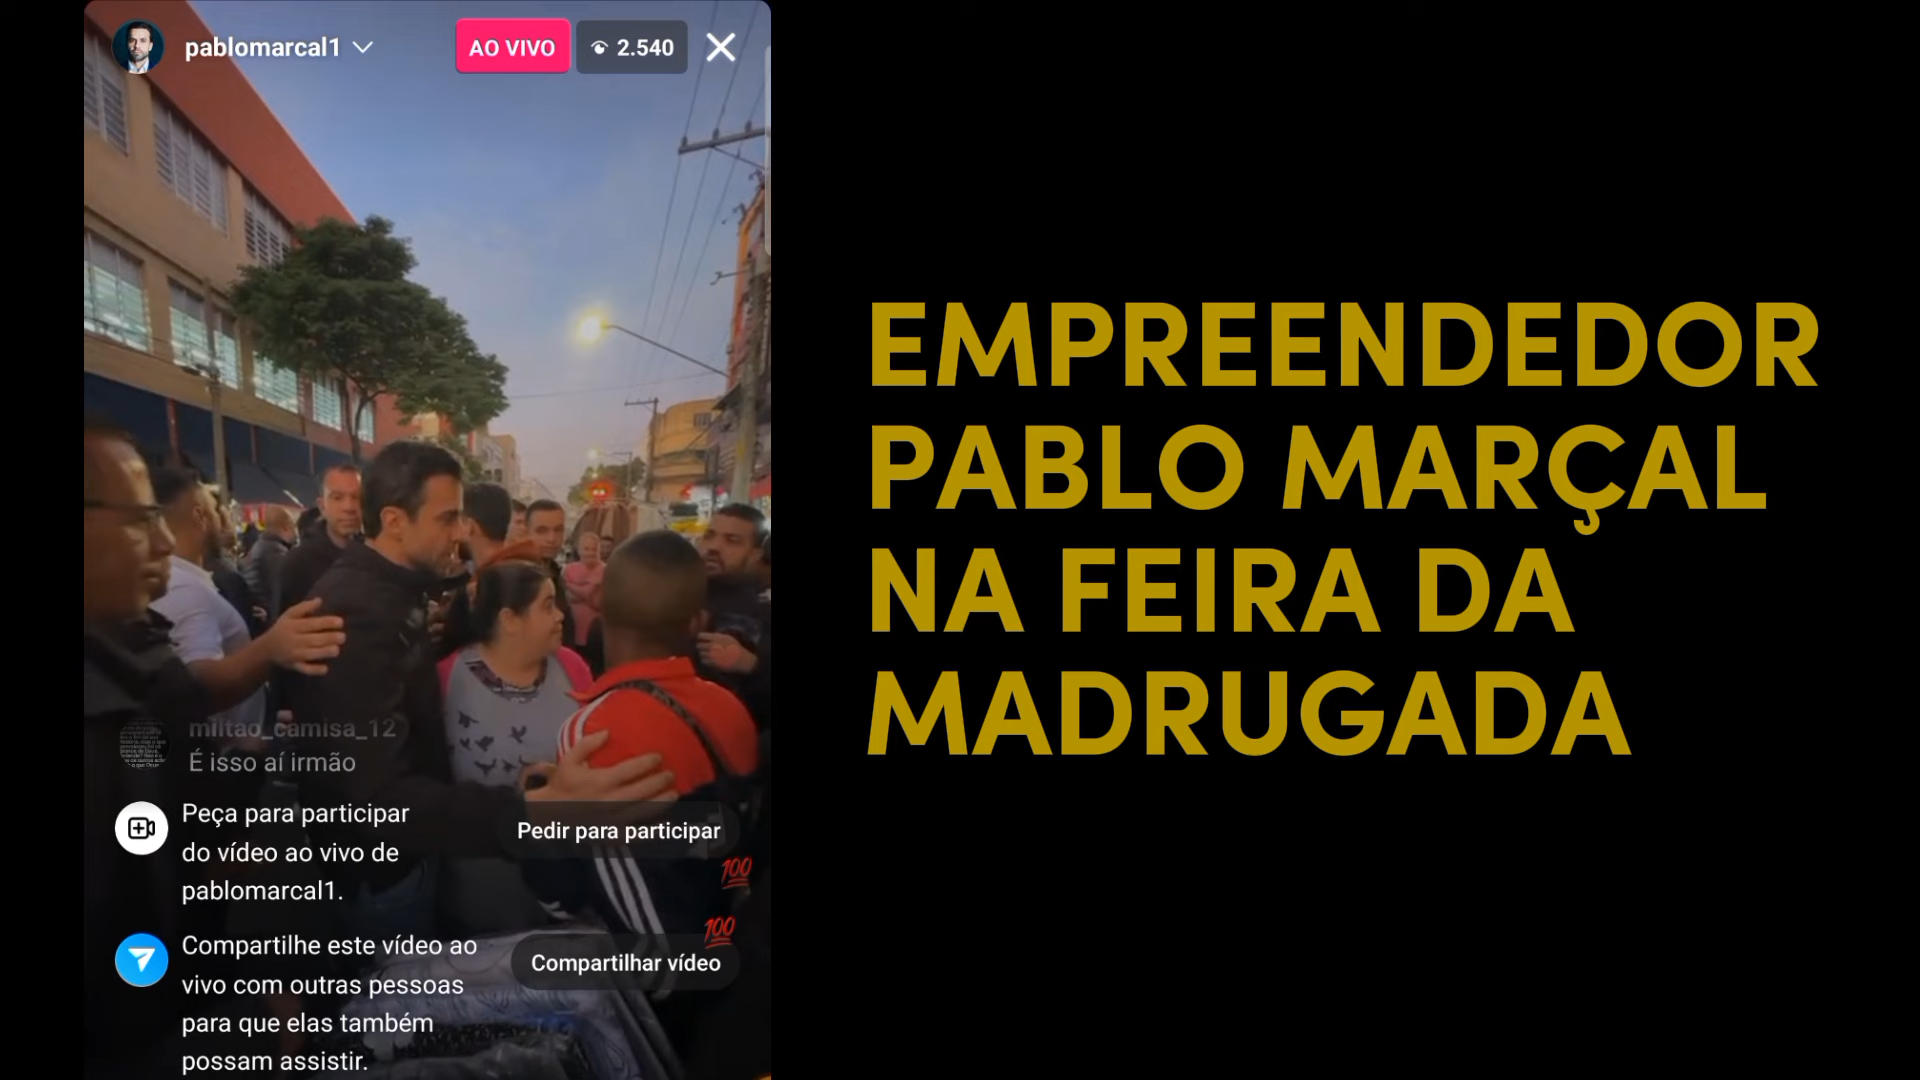 pablomarcal1
AO VIVO
2.540
EMPREENDEDOR
PABLO MARÇAL
NA FEIRA DA
MADRUGADA
miltao_camisa_12
É isso aí irmão
Peça para participar
do vídeo ao vivo de
pablomarcal1.
Pedir para participar
100
100
Compartilhe este vídeo ao
vivo com outras pessoas
para que elas também
possam assistir.
Compartilhar vídeo